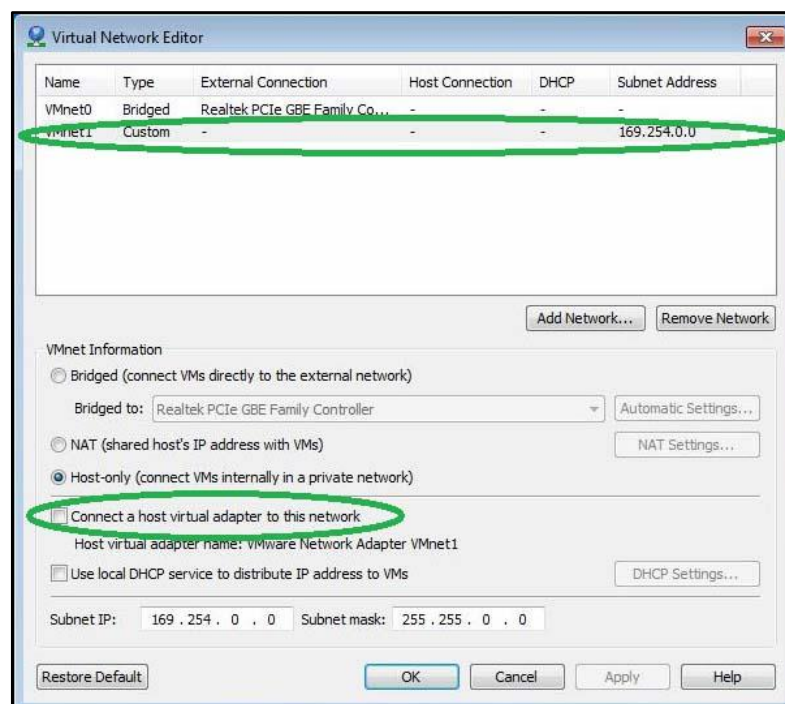 Virtual Network Editor
Name Type External Connection Host Connection DHCP Subnet Address
VMnet0 Bridged Realtek PCIe GBE Family Co... - - -
VMnet1 Custom - - - 169.254.0.0
Add Network... Remove Network
VMnet Information
Bridged (connect VMs directly to the external network)
Bridged to: Realtek PCIe GBE Family Controller Automatic Settings...
NAT (shared host's IP address with VMs) NAT Settings...
Host-only (connect VMs internally in a private network)
Connect a host virtual adapter to this network
Host virtual adapter name: VMware Network Adapter VMnet1
Use local DHCP service to distribute IP address to VMs DHCP Settings...
Subnet IP: 169 . 254 . 0 . 0 Subnet mask: 255 . 255 . 0 . 0
Restore Default OK Cancel Apply Help